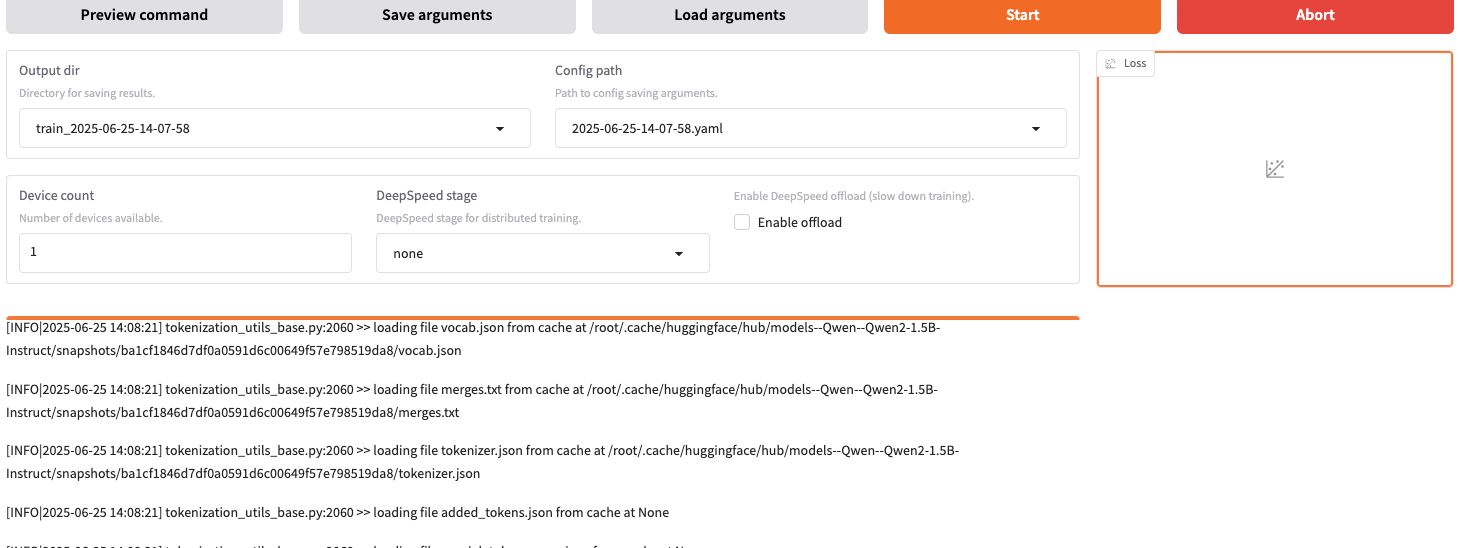 Preview command
Save arguments
Load arguments
Start
Abort
Output dir
Directory for saving results.
train_2025-06-25-14-07-58
Config path
Path to config saving arguments.
2025-06-25-14-07-58.yaml
Loss
Device count
Number of devices available.
1
DeepSpeed stage
DeepSpeed stage for distributed training.
none
Enable DeepSpeed offload (slow down training).
Enable offload
[INFO|2025-06-25 14:08:21] tokenization_utils_base.py:2060 >> loading file vocab.json from cache at /root/.cache/huggingface/hub/models--Qwen--Qwen2-1.5B-
Instruct/snapshots/ba1cf1846d7df0a0591d6c00649f57e798519da8/vocab.json
[INFO|2025-06-25 14:08:21] tokenization_utils_base.py:2060 >> loading file merges.txt from cache at /root/.cache/huggingface/hub/models--Qwen--Qwen2-1.5B-
Instruct/snapshots/ba1cf1846d7df0a0591d6c00649f57e798519da8/merges.txt
[INFO|2025-06-25 14:08:21] tokenization_utils_base.py:2060 >> loading file tokenizer.json from cache at /root/.cache/huggingface/hub/models--Qwen--Qwen2-1.5B-
Instruct/snapshots/ba1cf1846d7df0a0591d6c00649f57e798519da8/tokenizer.json
[INFO|2025-06-25 14:08:21] tokenization_utils_base.py:2060 >> loading file added_tokens.json from cache at None